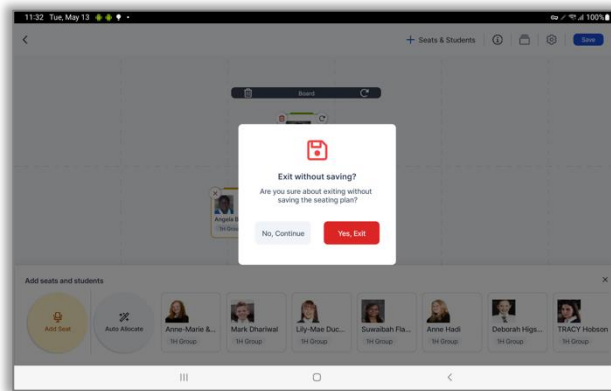 11:32 Tue, May 13
100%
+ Seats & Students
Save
Board
Exit without saving?
Are you sure about exiting without
saving the seating plan?
No, Continue
Yes, Exit
Angela B
1H Grou
Add seats and students
Add Seat
Auto Allocate
Anne-Marie &...
1H Group
Mark Dhariwal
1H Group
Lily-Mae Duc...
1H Group
Suwaibah Fla...
1H Group
Anne Hadi
1H Group
Deborah Higs...
1H Group
TRACY Hobson
1H Group